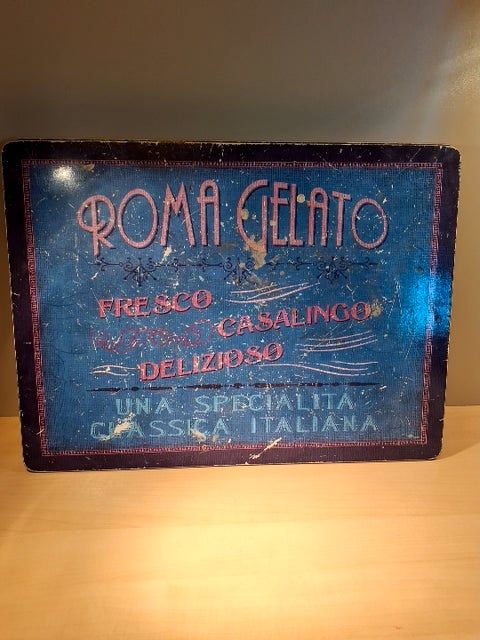 ROMA GELATO
FRESCO
CASALINGO
DELIZIOSO
UNA SPECIALITA
CLASSICA ITALIANA